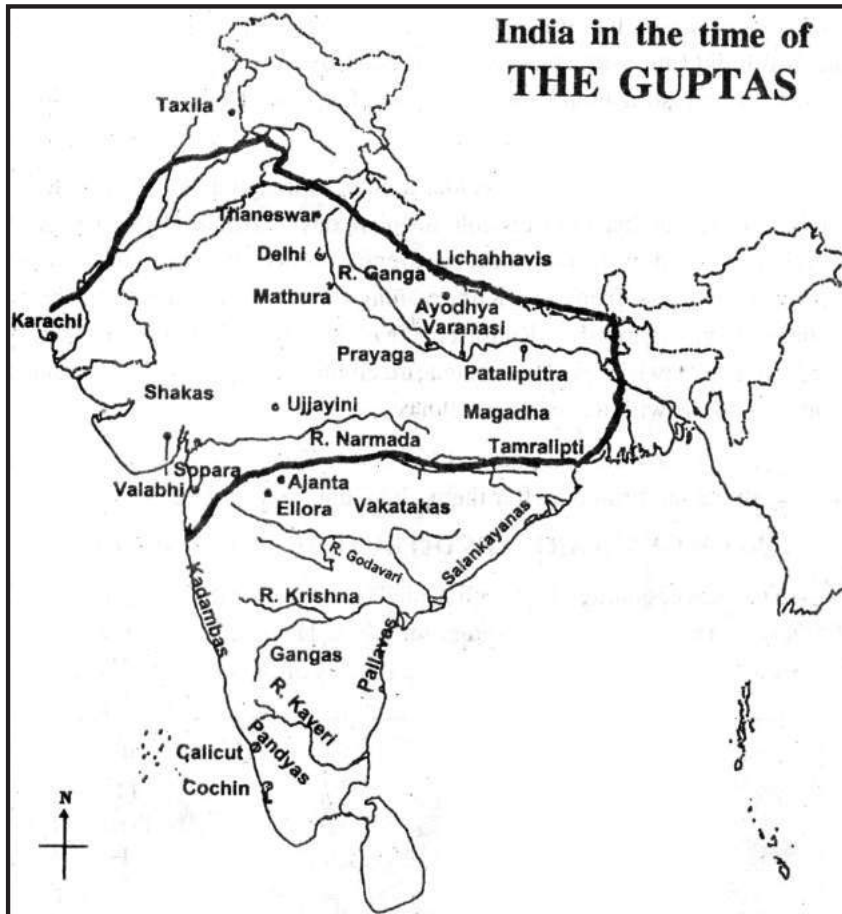 India in the time of
THE GUPTAS
Taxila
Thaneswar
Delhi
Lichahhavis
R. Ganga
Mathura
Ayodhya
Karachi
Varanasi
Prayaga
Pataliputra
Shakas
Ujjayini
Magadha
R. Narmada
Tamralipti
Sopara
Valabhi
Ajanta
Ellora
Vakatakas
R. Godavari
Salankayanas
R. Krishna
Kadambas
Gangas
Pallavas
R. Kaveri
Pandyas
Calicut
Cochin
N